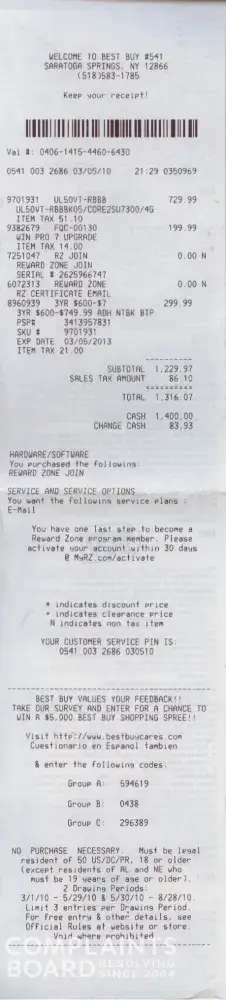 WELCOME TO BEST BUY #541
SARATOGA SPRINGS, NY 12866
(518)583-1785
Keep your receipt!
Val #: 0406-1415-4460-6430
0541 003 2686 03/05/10 21:29 0350969
9701931 UL50VT-RBBB 729.99
UL50VT-RBBBK05/CORE2SU7300/4G
ITEM TAX 51.10
9382679 FQC-00130 199.99
WIN PRO 7 UPGRADE
ITEM TAX 14.00
7251047 RZ JOIN 0.00 N
REWARD ZONE JOIN
SERIAL # 2625966747
6072313 REWARD ZONE 0.00 N
RZ CERTIFICATE EMAIL
8960939 3YR $600-$7 299.99
3YR $600-$749.99 ADH NTBK BTP
PSP# 3413957831
SKU # 9701931
EXP DATE 03/05/2013
ITEM TAX 21.00
SUBTOTAL 1,229.97
SALES TAX AMOUNT 86.10
==========
TOTAL 1,316.07
CASH 1,400.00
CHANGE CASH 83.93
HARDWARE/SOFTWARE
You purchased the following:
REWARD ZONE JOIN
SERVICE AND SERVICE OPTIONS
You want the following service plans :
E-Mail
You have one last step to become a
Reward Zone program member. Please
activate your account within 30 days
@ MyRZ.com/activate
* indicates discount price
+ indicates clearance price
N indicates non tax item
YOUR CUSTOMER SERVICE PIN IS:
0541 003 2686 030510
BEST BUY VALUES YOUR FEEDBACK!!
TAKE OUR SURVEY AND ENTER FOR A CHANCE TO
WIN A $5,000 BEST BUY SHOPPING SPREE!!
Visit http://www.bestbuycares.com
Cuestionario en Espanol tambien
& enter the following codes:
Group A: 594619
Group B: 0438
Group C: 296389
NO PURCHASE NECESSARY. Must be legal
resident of 50 US/DC/PR, 18 or older
(except residents of AL and NE who
must be 19 years of age or older).
2 Drawing Periods:
3/1/10 - 5/29/10 & 5/30/10 - 8/28/10.
Limit 3 entries per Drawing Period.
For free entry & other details, see
Official Rules at website or store.
Void where prohibited
COMPLAINTS
BOARD RESOLVING
SINCE 2004